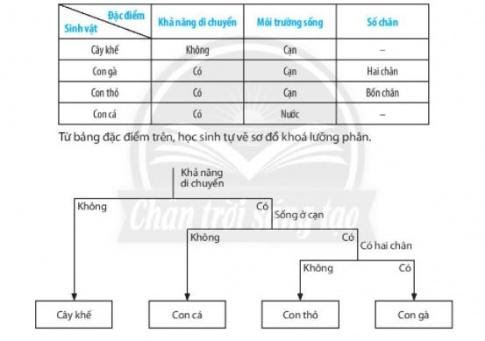 Đặc điểm
Sinh vật
Khả năng di chuyển
Môi trường sống
Số chân
Cây khế Không Cạn –
Con gà Có Cạn Hai chân
Con thỏ Có Cạn Bốn chân
Con cá Có Nước –
Từ bảng đặc điểm trên, học sinh tự vẽ sơ đồ khoá lưỡng phân.
Khả năng
di chuyển
Không Có
Sống ở cạn
Không Có
Có hai chân
Không Có
Cây khế Con cá Con thỏ Con gà
Chân trời sáng tạo